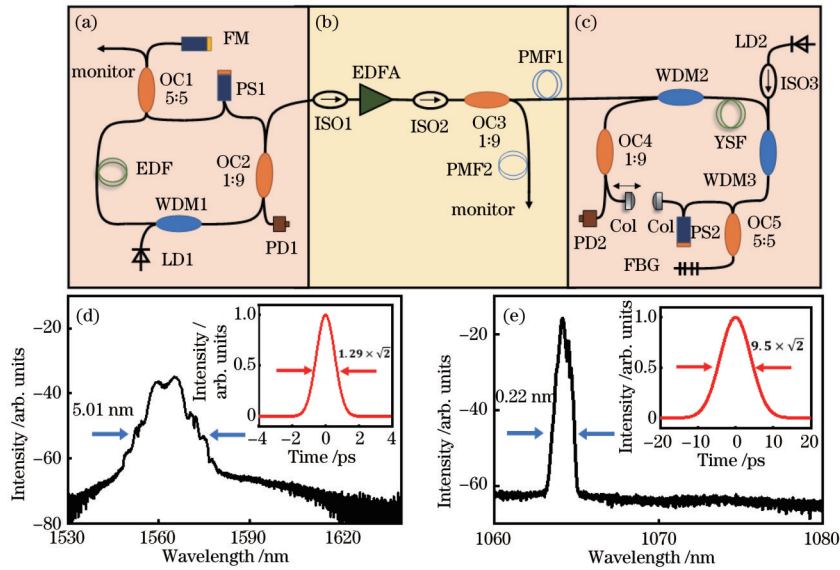 (a)
FM
monitor
OC1
5:5
PS1
EDF
OC2
1:9
WDM1
PD1
LD1
(b)
PMF1
EDFA
ISO1
ISO2
OC3
1:9
PMF2
monitor
(c)
LD2
WDM2
ISO3
OC4
1:9
YSF
WDM3
PD2
Col
Col
PS2
OC5
5:5
FBG
(d)
Intensity /arb. units
−20
−40
−60
−80
5.01 nm
Intensity /
arb. units
1.0
0.5
0
1.29 × √2
−4
−2
0
2
4
Time /ps
1530
1560
1590
1620
Wavelength /nm
(e)
Intensity /arb. units
−20
−40
−60
0.22 nm
Intensity /arb. units
1.0
0.5
0
9.5 × √2
−20
−10
0
10
20
Time /ps
1060
1070
1080
Wavelength /nm